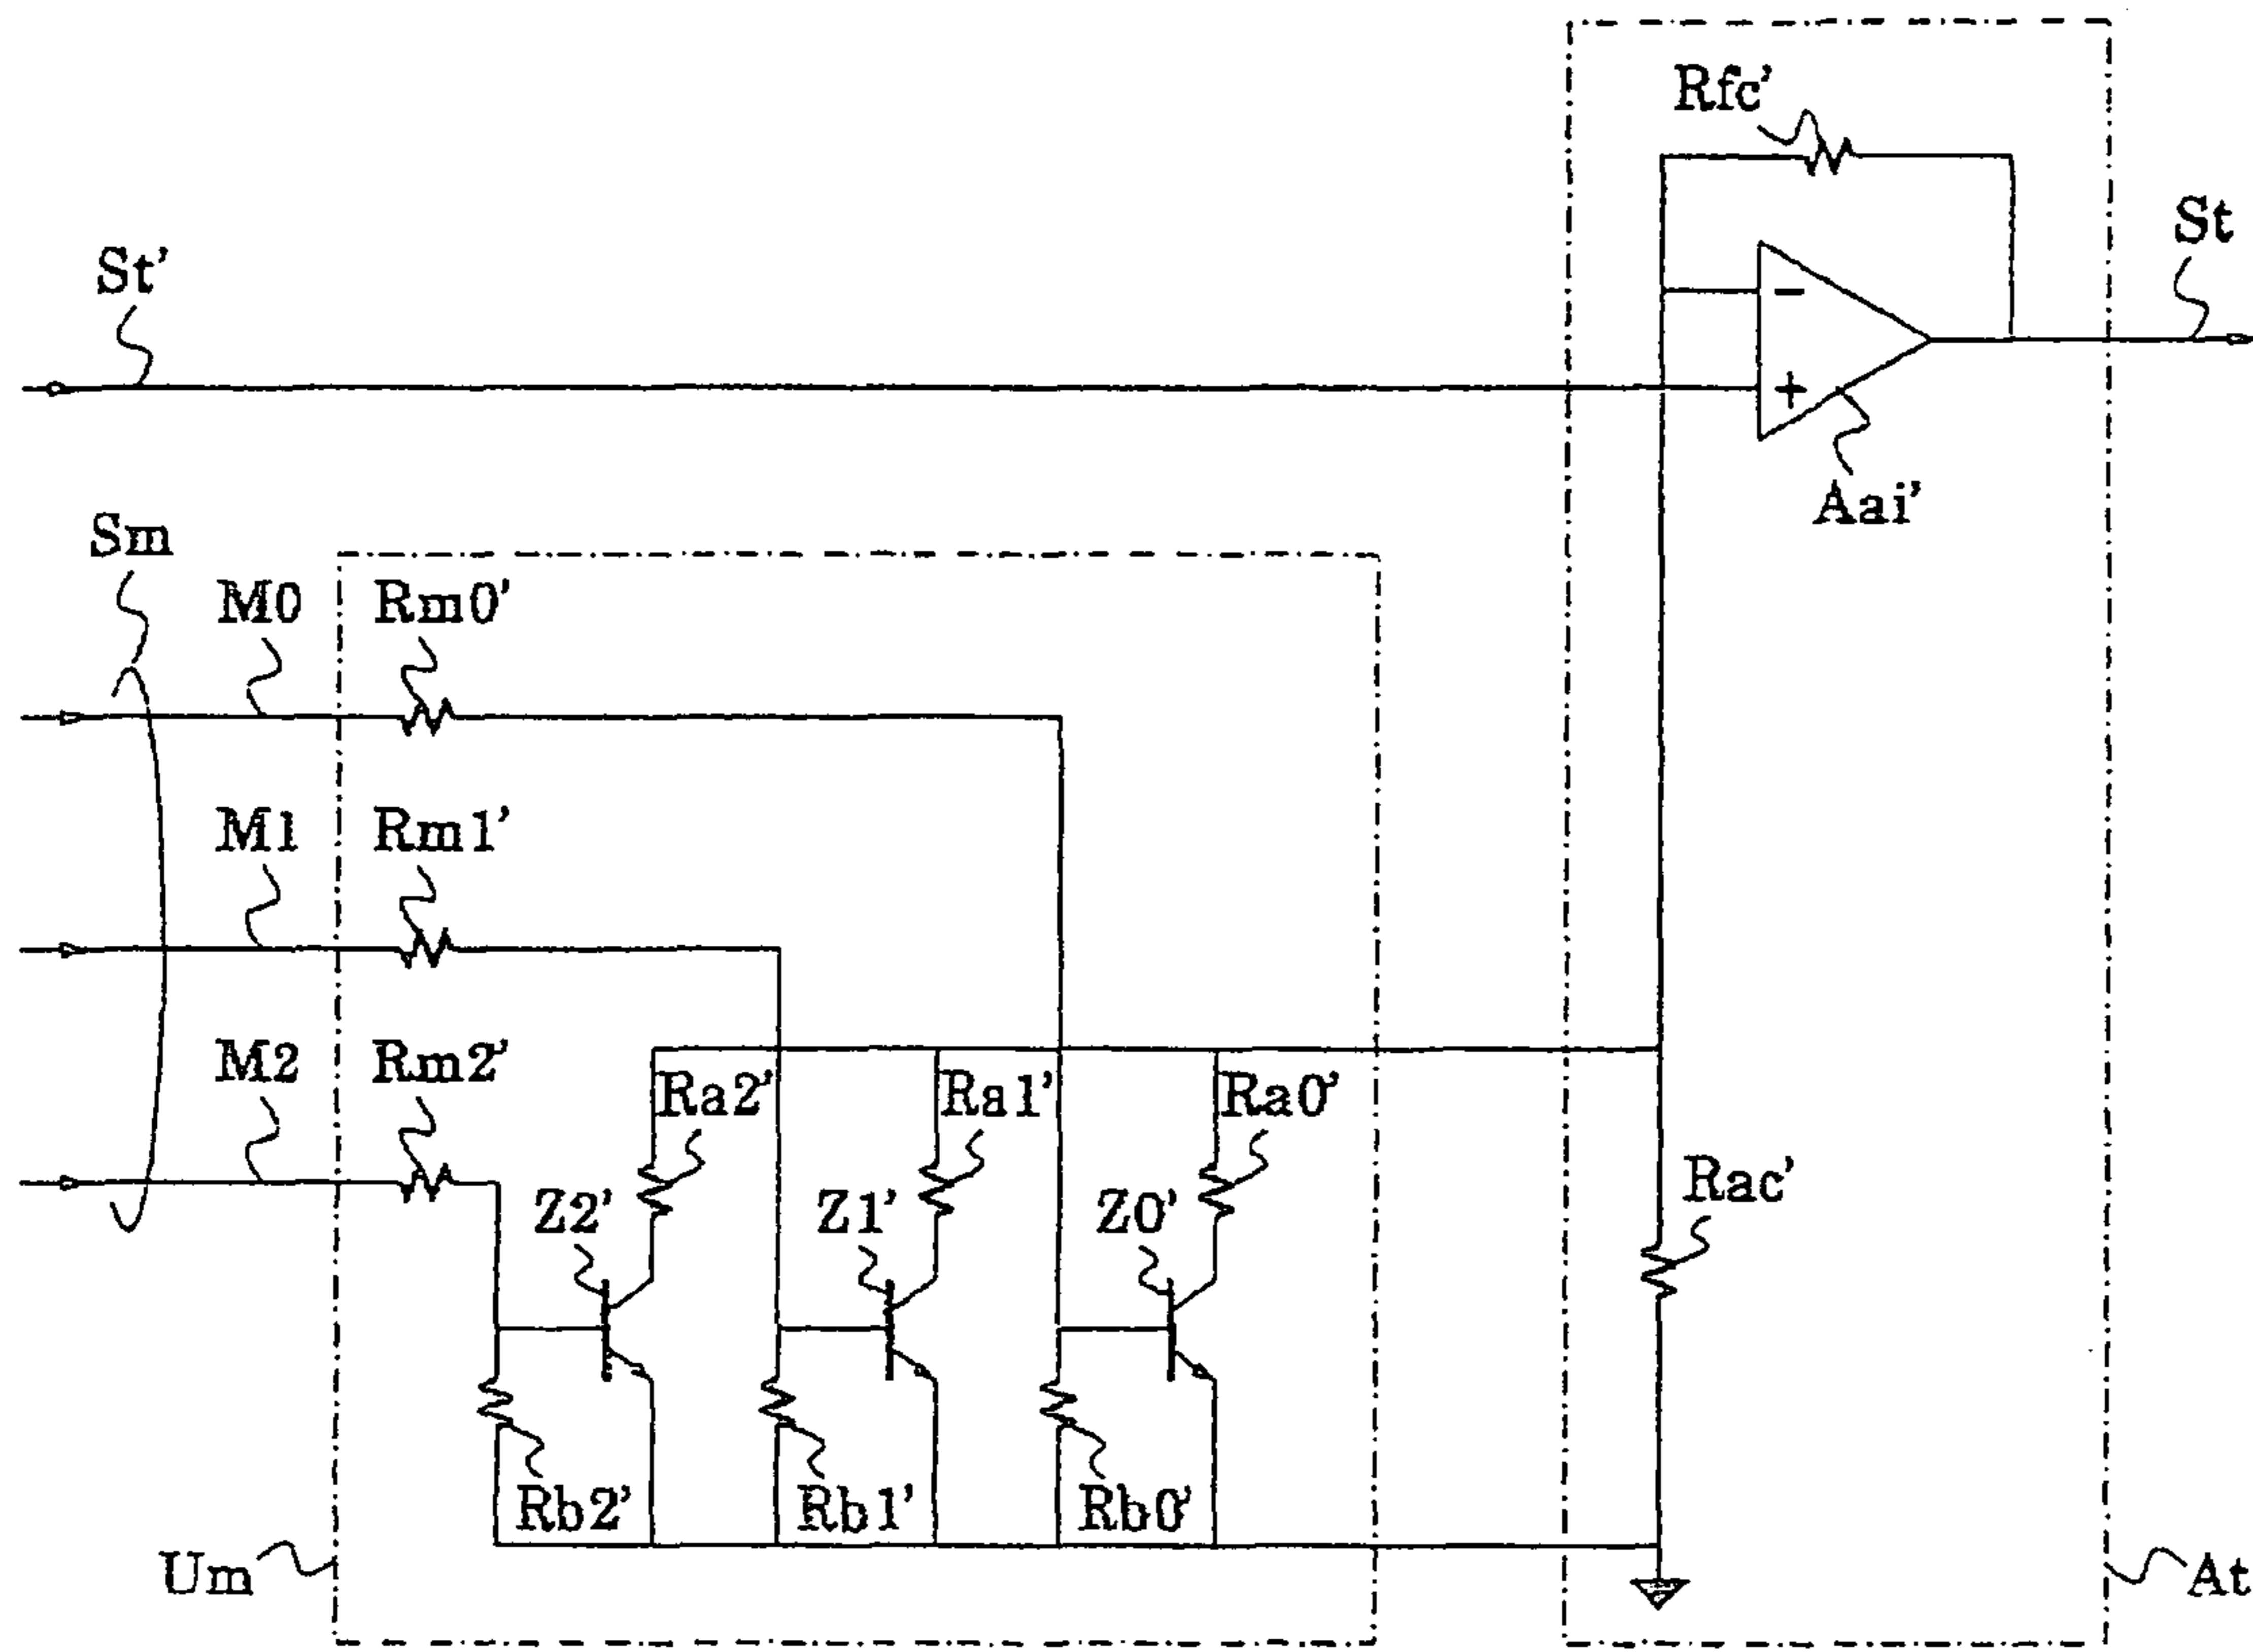 Rfc'
St
St'
- 
+
Aai'
Sm
M0
Rm0'
M1
Rm1'
M2
Rm2'
Ra2'
Ra1'
Ra0'
Z2'
Z1'
Z0'
Rac'
Rb2'
Rb1'
Rb0'
Um
At